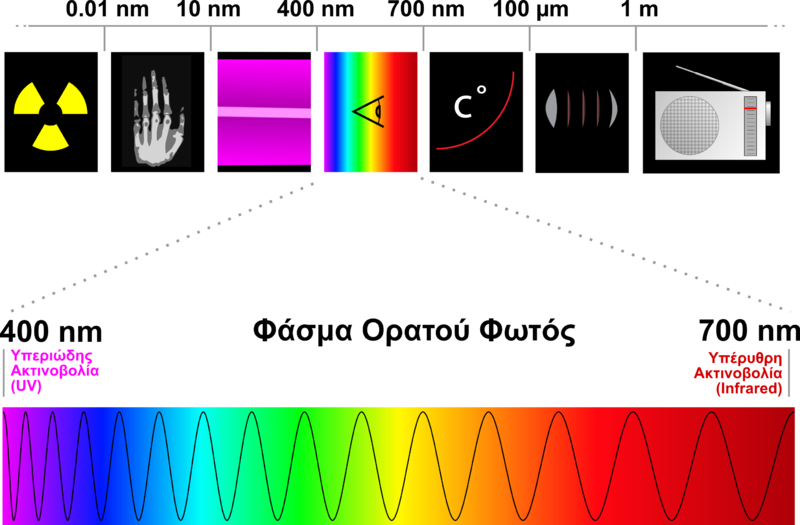 0.01 nm 10 nm 400 nm 700 nm 100 μm 1 m
C°
400 nm Φάσμα Ορατού Φωτός 700 nm
Υπεριώδης
Ακτινοβολία
(UV)
Υπέρυθρη
Ακτινοβολία
(Infrared)